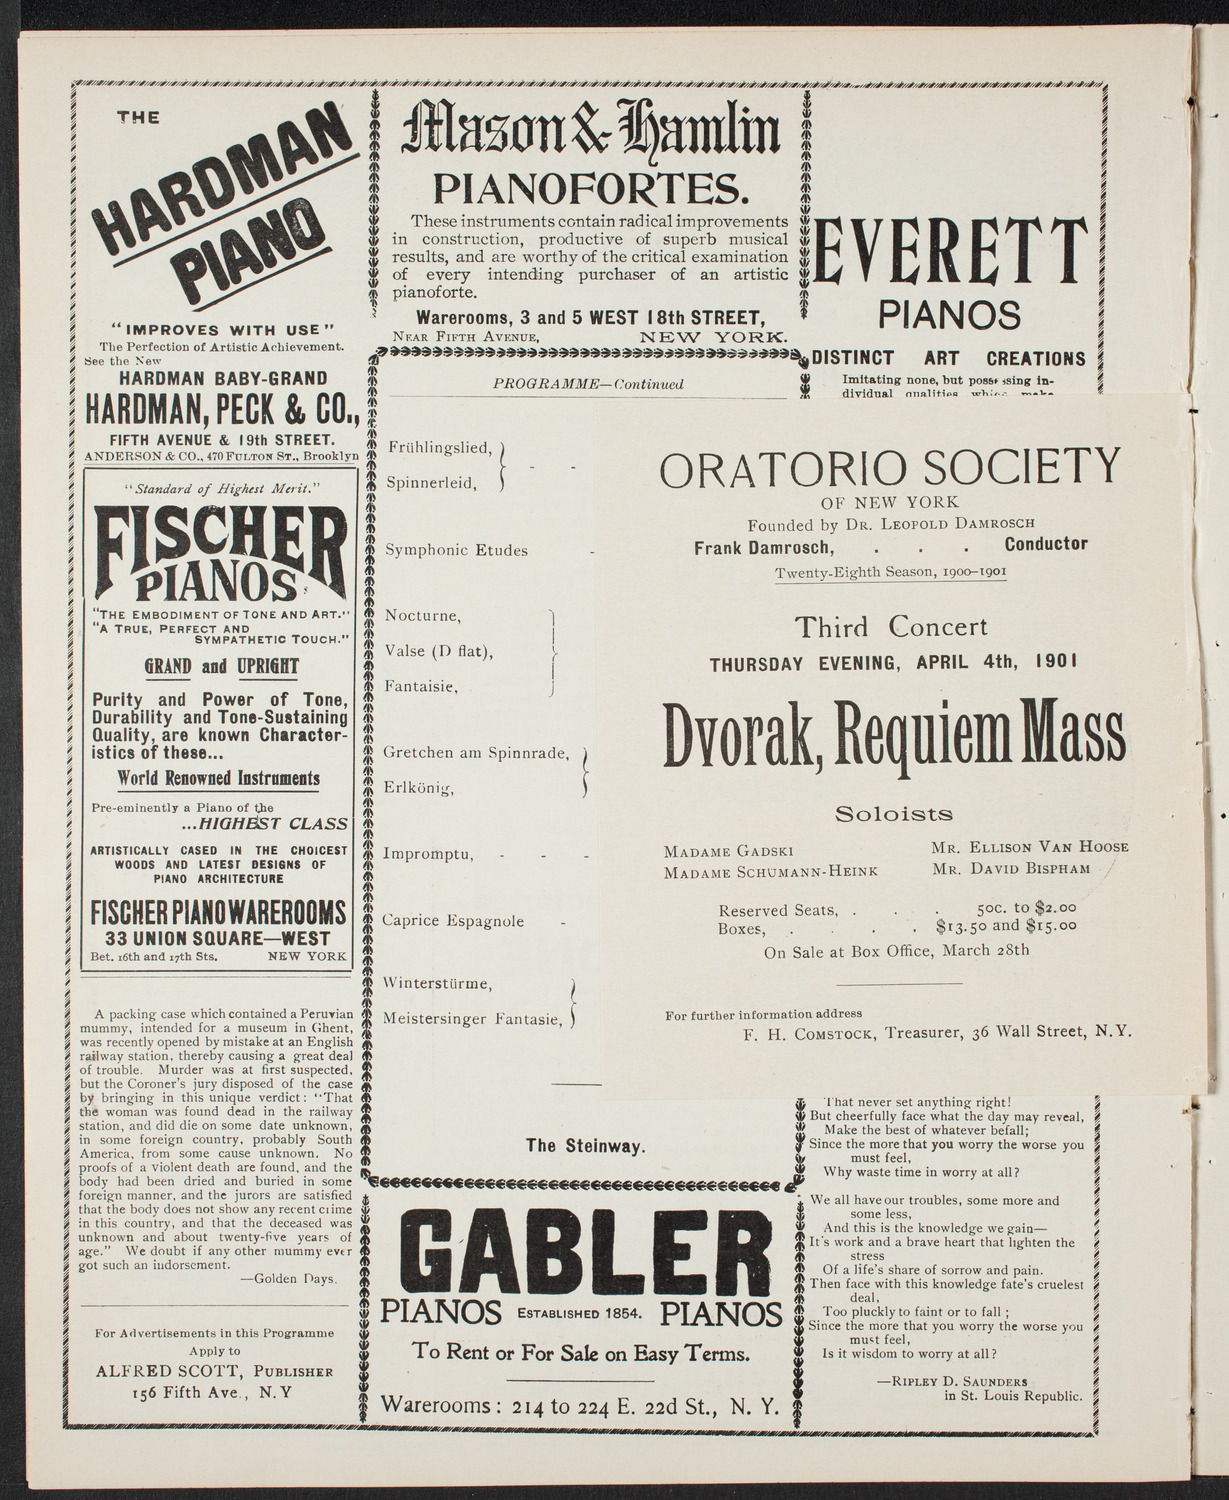 THE
HARDMAN
PIANO
"IMPROVES WITH USE"
The Perfection of Artistic Achievement.
See the New
HARDMAN BABY-GRAND
HARDMAN, PECK & CO.,
FIFTH AVENUE & 19th STREET.
ANDERSON & CO., 470 FULTON ST., Brooklyn
"Standard of Highest Merit."
FISCHER
PIANOS
"THE EMBODIMENT OF TONE AND ART."
"A TRUE, PERFECT AND
SYMPATHETIC TOUCH."
GRAND and UPRIGHT
Purity and Power of Tone,
Durability and Tone-Sustaining
Quality, are known Character-
istics of these...
World Renowned Instruments
Pre-eminently a Piano of the
...HIGHEST CLASS
ARTISTICALLY CASED IN THE CHOICEST
WOODS AND LATEST DESIGNS OF
PIANO ARCHITECTURE
FISCHER PIANO WAREROOMS
33 UNION SQUARE—WEST
Bet. 16th and 17th Sts. NEW YORK
A packing case which contained a Peruvian
mummy, intended for a museum in Ghent,
was recently opened by mistake at an English
railway station, thereby causing a great deal
of trouble. Murder was at first suspected,
but the Coroner's jury disposed of the case
by bringing in this unique verdict: "That
the woman was found dead in the railway
station, and did die on some date unknown,
in some foreign country, probably South
America, from some cause unknown. No
proofs of a violent death are found, and the
body had been dried and buried in some
foreign manner, and the jurors are satisfied
that the body does not show any recent crime
in this country, and that the deceased was
unknown and about twenty-five years of
age." We doubt if any other mummy ever
got such an indorsement.
—Golden Days.
For Advertisements in this Programme
Apply to
ALFRED SCOTT, PUBLISHER
156 Fifth Ave., N.Y
Mason & Hamlin
PIANOFORTES.
These instruments contain radical improvements
in construction, productive of superb musical
results, and are worthy of the critical examination
of every intending purchaser of an artistic
pianoforte.
Warerooms, 3 and 5 WEST 18th STREET,
NEAR FIFTH AVENUE, NEW YORK.
PROGRAMME—Continued
Frühlingslied, } - -
Spinnerleid,
Symphonic Etudes -
Nocturne,
Valse (D flat), }
Fantaisie,
Gretchen am Spinnrade, }
Erlkönig,
Impromptu, - - -
Caprice Espagnole -
Winterstürme, }
Meistersinger Fantasie,
The Steinway.
GABLER
PIANOS ESTABLISHED 1854. PIANOS
To Rent or For Sale on Easy Terms.
Warerooms: 214 to 224 E. 22d St., N. Y.
EVERETT
PIANOS
DISTINCT ART CREATIONS
Imitating none, but possessing in-
dividual qualities which make
ORATORIO SOCIETY
OF NEW YORK
Founded by DR. LEOPOLD DAMROSCH
Frank Damrosch, . . . Conductor
Twenty-Eighth Season, 1900-1901
Third Concert
THURSDAY EVENING, APRIL 4th, 1901
Dvorak, Requiem Mass
Soloists
MADAME GADSKI MR. ELLISON VAN HOOSE
MADAME SCHUMANN-HEINK MR. DAVID BISPHAM
Reserved Seats, . . . 50c. to $2.00
Boxes, . . . . $13.50 and $15.00
On Sale at Box Office, March 28th
For further information address
F. H. COMSTOCK, Treasurer, 36 Wall Street, N.Y.
That never set anything right!
But cheerfully face what the day may reveal,
Make the best of whatever befall;
Since the more that you worry the worse you
must feel,
Why waste time in worry at all?
We all have our troubles, some more and
some less,
And this is the knowledge we gain—
It's work and a brave heart that lighten the
stress
Of a life's share of sorrow and pain.
Then face with this knowledge fate's cruelest
deal,
Too pluckly to faint or to fall;
Since the more that you worry the worse you
must feel,
Is it wisdom to worry at all?
—RIPLEY D. SAUNDERS
in St. Louis Republic.